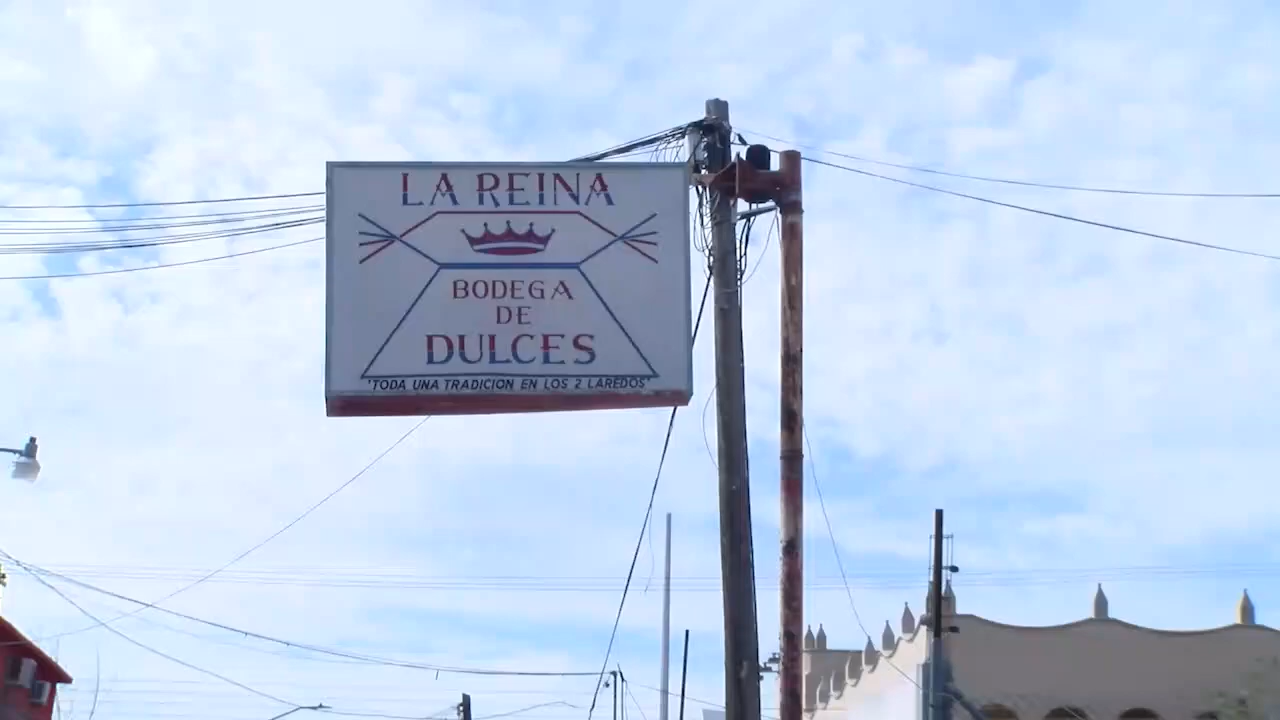 LA REINA
BODEGA
DE
DULCES
"TODA UNA TRADICION EN LOS 2 LAREDOS"